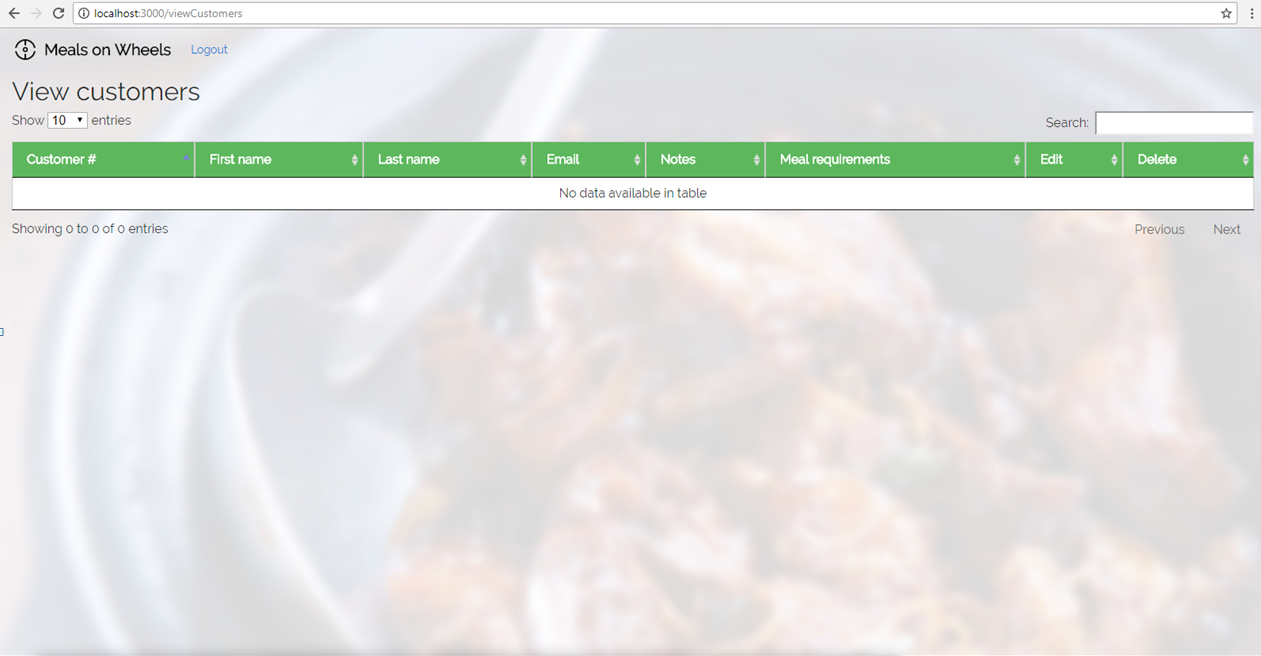 localhost:3000/viewCustomers
Meals on Wheels Logout
View customers
Show 10 entries Search:
Customer # First name Last name Email Notes Meal requirements Edit Delete
No data available in table
Showing 0 to 0 of 0 entries Previous Next